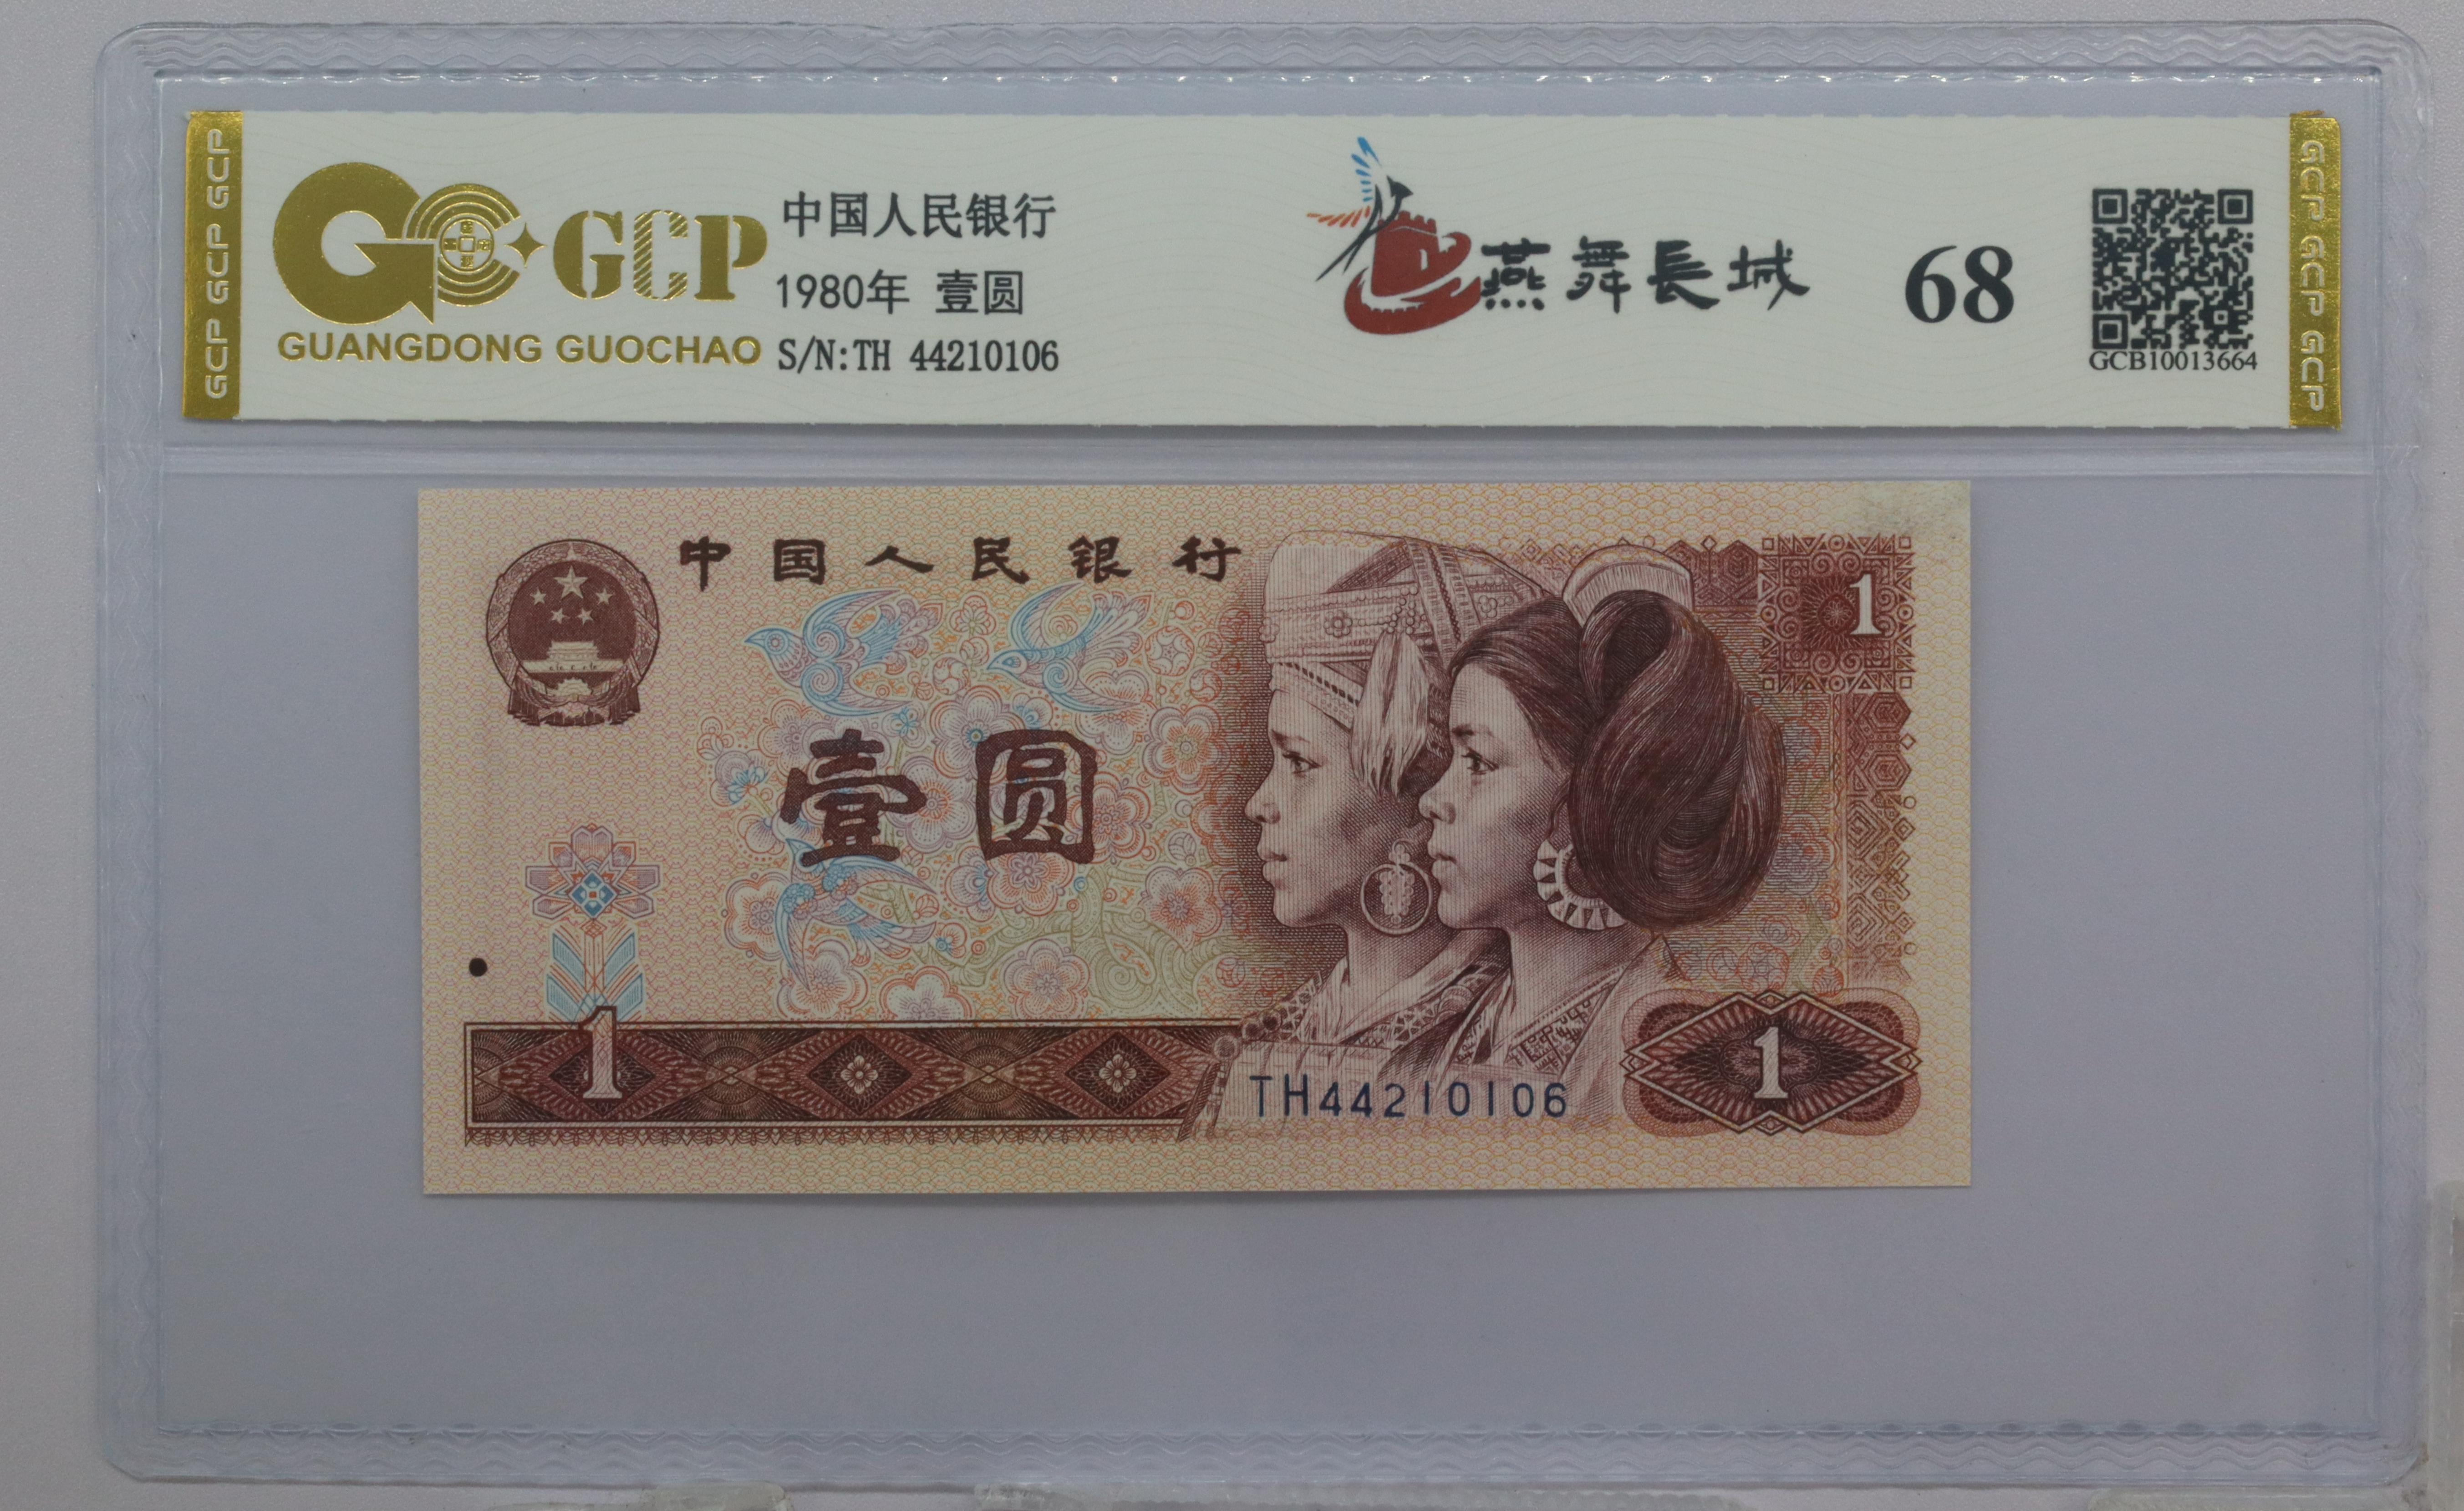 GCP GCP GCP
GCP
GUANGDONG GUOCHAO
中国人民银行
1980年 壹圆
S/N:TH 44210106
燕舞長城
68
GCB10013664
GCP GCP GCP
中国人民银行
1
壹圆
1
TH44210106
1